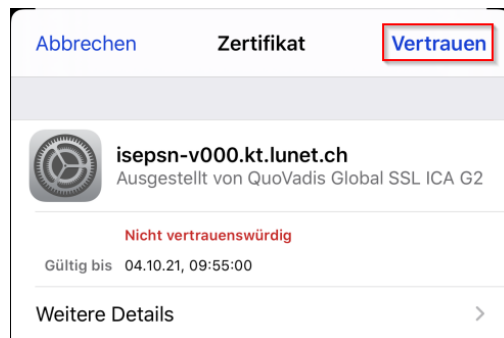 Abbrechen Zertifikat Vertrauen
isepsn-v000.kt.lunet.ch
Ausgestellt von QuoVadis Global SSL ICA G2
Nicht vertrauenswürdig
Gültig bis 04.10.21, 09:55:00
Weitere Details